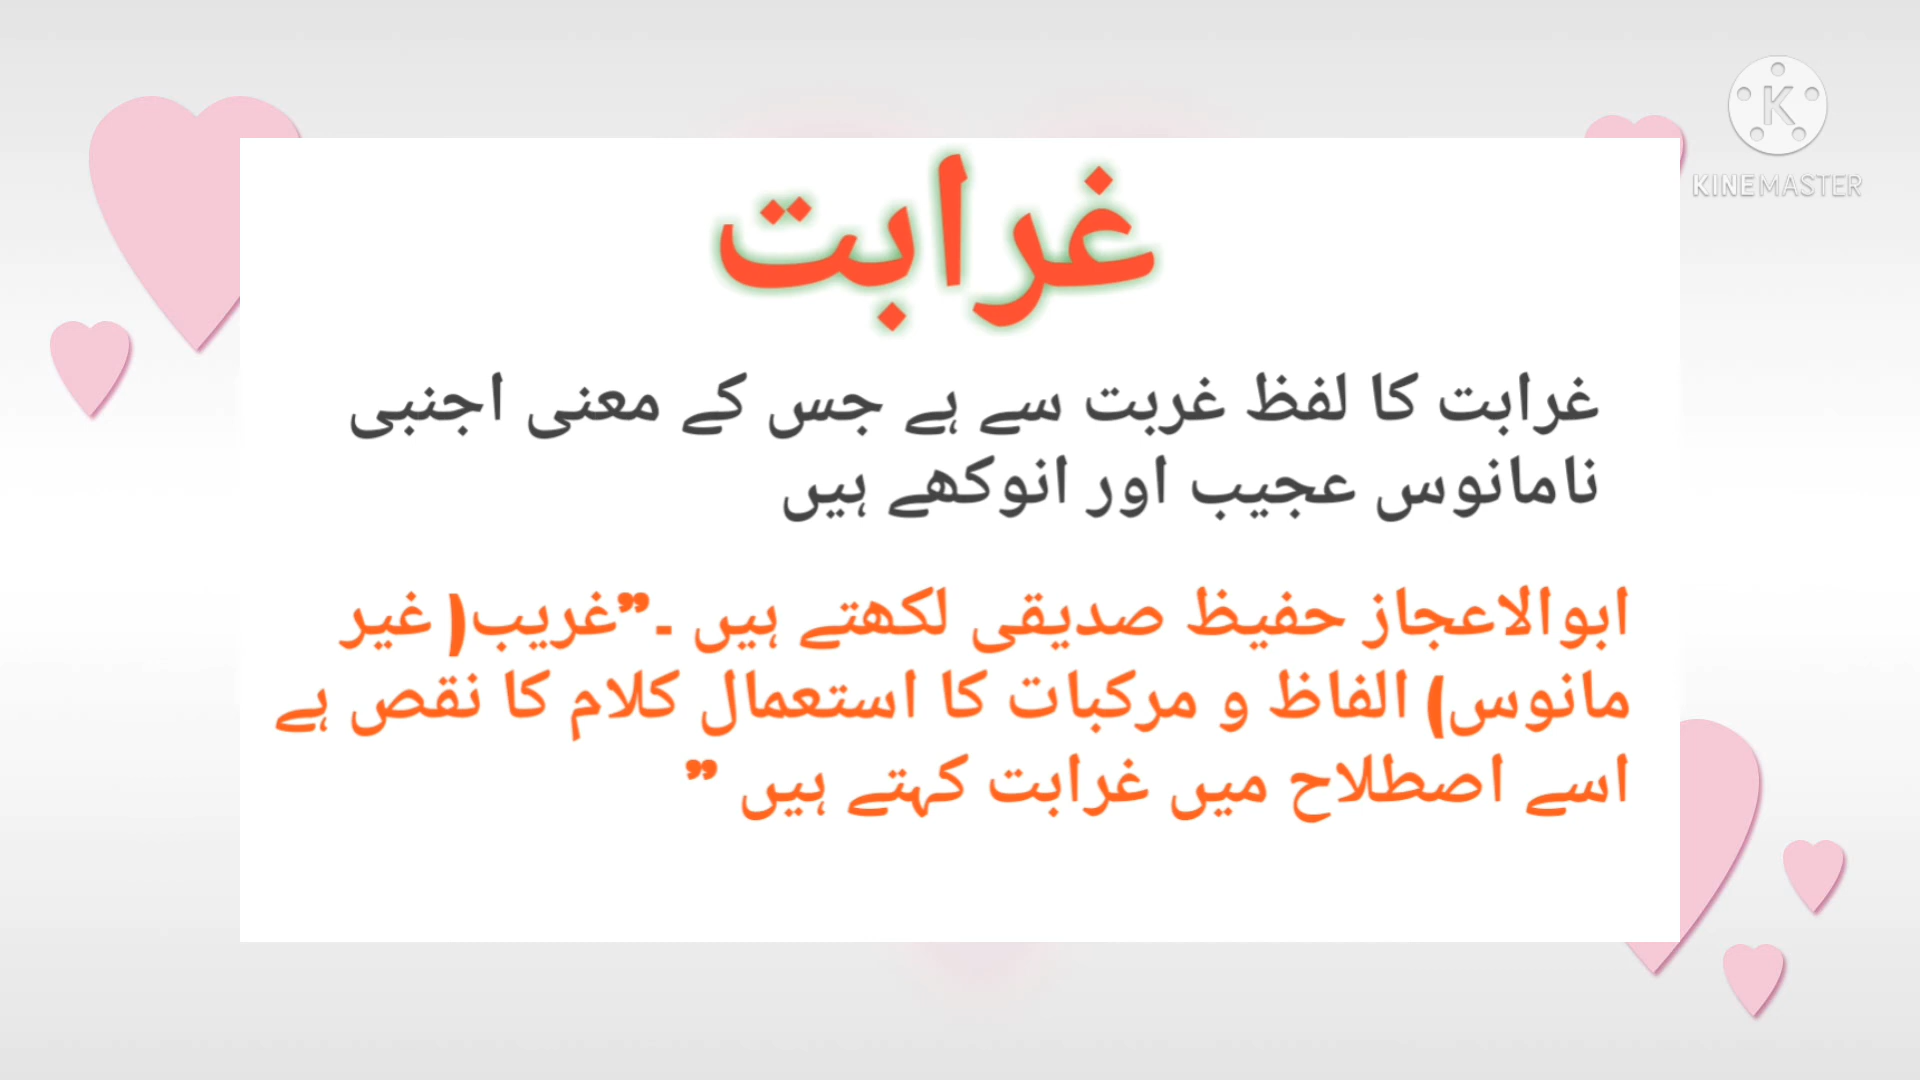 KINEMASTER
غرابت
غرابت کا لفظ غربت سے ہے جس کے معنی اجنبی
نامانوس عجیب اور انوکھے ہیں
ابوالاعجاز حفیظ صدیقی لکھتے ہیں ۔”غریب( غیر
مانوس) الفاظ و مرکبات کا استعمال کلام کا نقص ہے
اسے اصطلاح میں غرابت کہتے ہیں ”